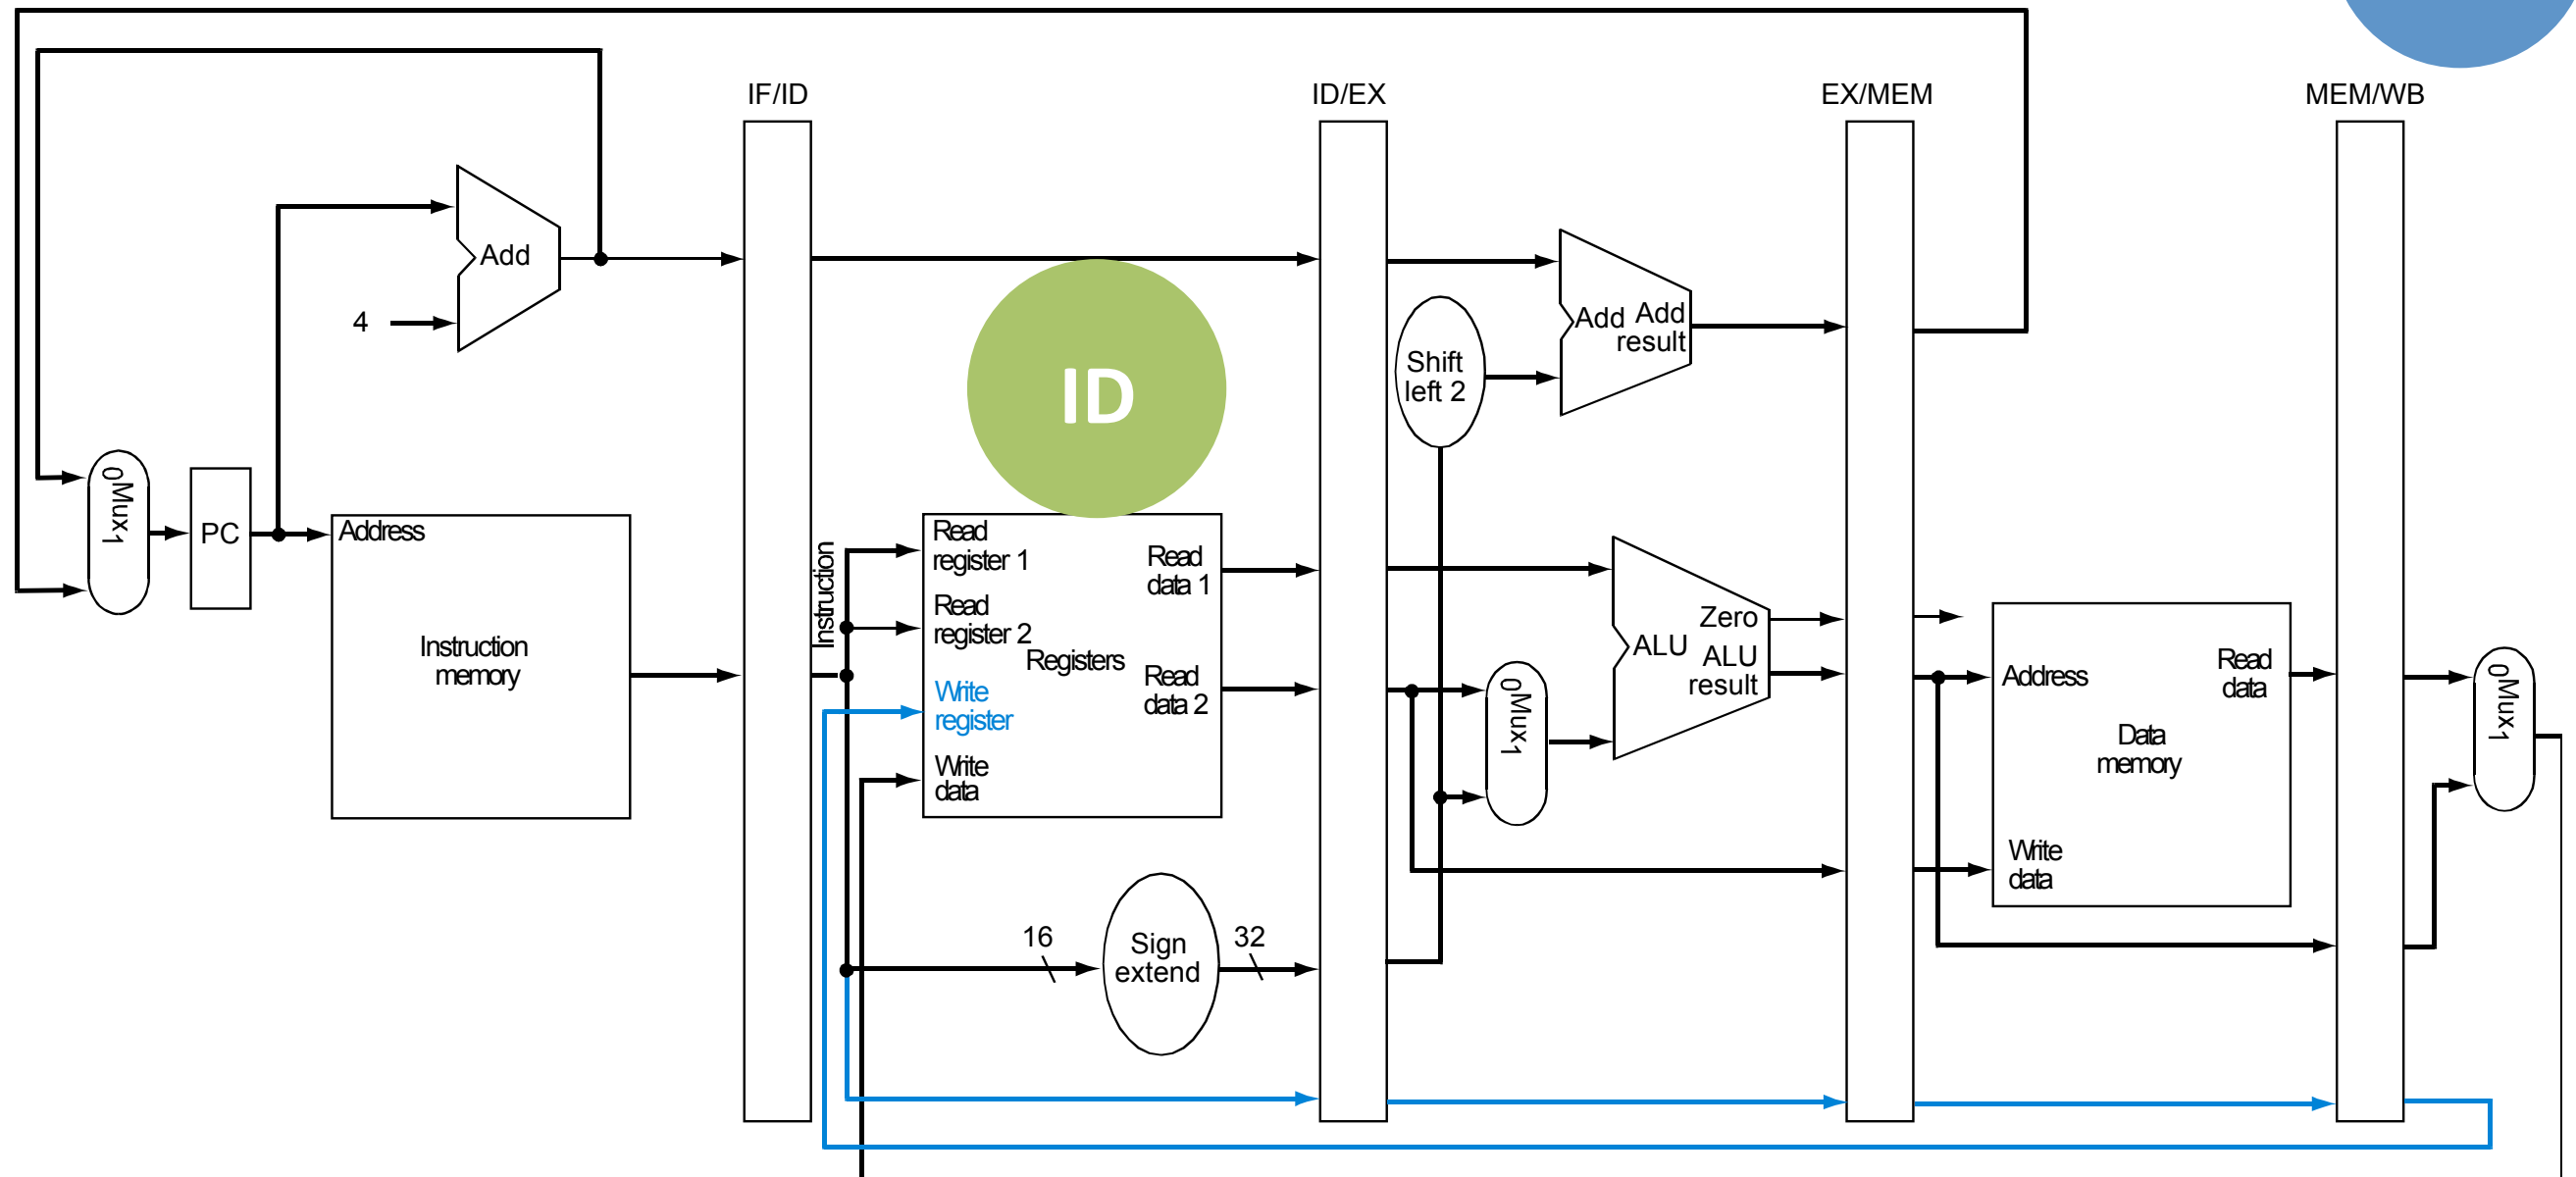 IF/ID
ID/EX
EX/MEM
MEM/WB
Add
4
ID
Shift
left 2
Add
Add
result
0
Mux
1
PC
Address
Instruction
memory
Instruction
Read
register 1
Read
register 2
Write
register
Write
data
Registers
Read
data 1
Read
data 2
16
Sign
extend
32
0
Mux
1
ALU
Zero
ALU
result
Address
Read
data
Data
memory
Write
data
0
Mux
1